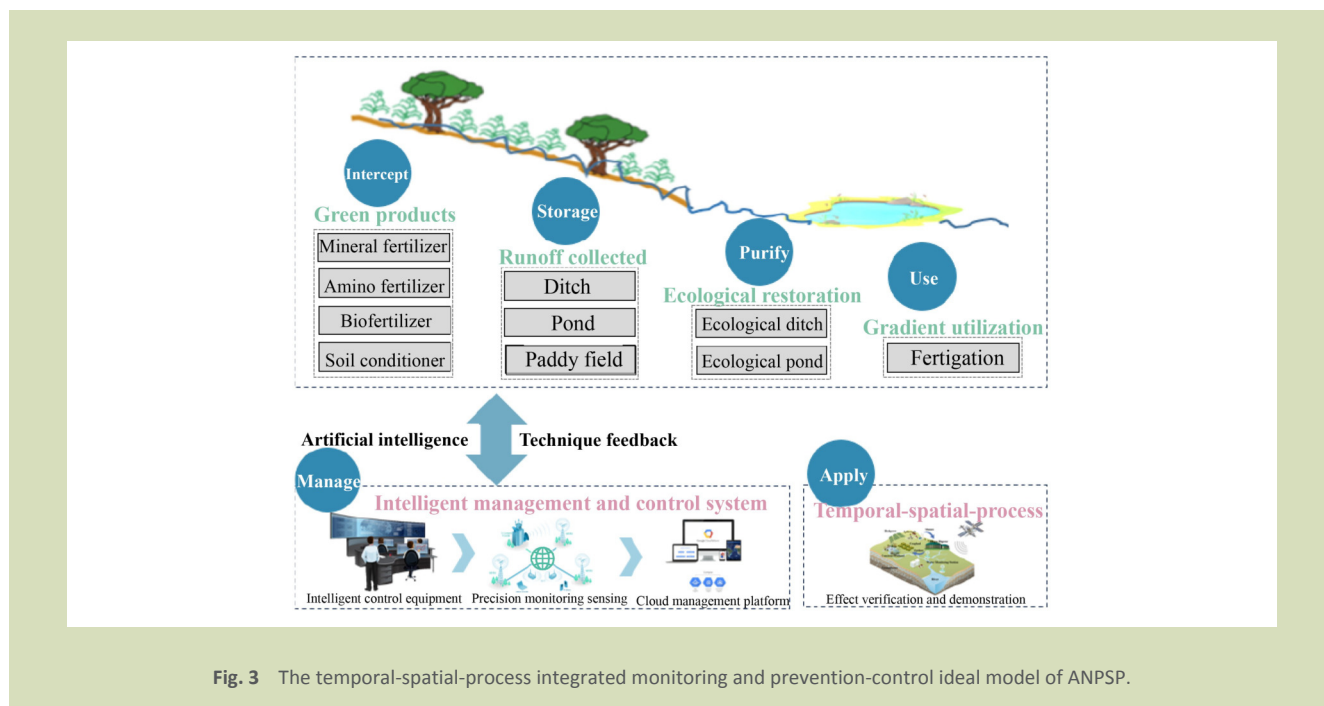 Intercept
Green products
Mineral fertilizer
Amino fertilizer
Biofertilizer
Soil conditioner
Storage
Runoff collected
Ditch
Pond
Paddy field
Purify
Ecological restoration
Ecological ditch
Ecological pond
Use
Gradient utilization
Fertigation
Artificial intelligence
Technique feedback
Manage
Intelligent management and control system
Intelligent control equipment
Precision monitoring sensing
Cloud management platform
Apply
Temporal-spatial-process
Effect verification and demonstration
Fig. 3 The temporal-spatial-process integrated monitoring and prevention-control ideal model of ANPSP.